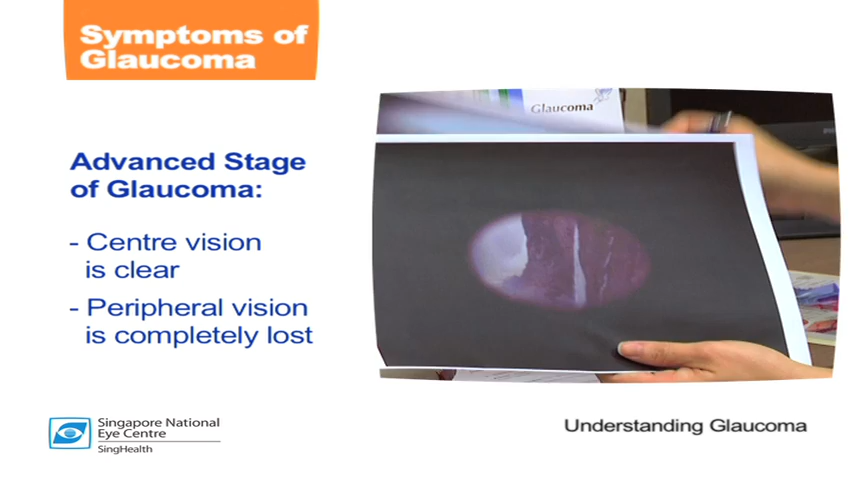 Symptoms of
Glaucoma
Advanced Stage
of Glaucoma:
- Centre vision
is clear
- Peripheral vision
is completely lost
Glaucoma
Singapore National
Eye Centre
SingHealth
Understanding Glaucoma